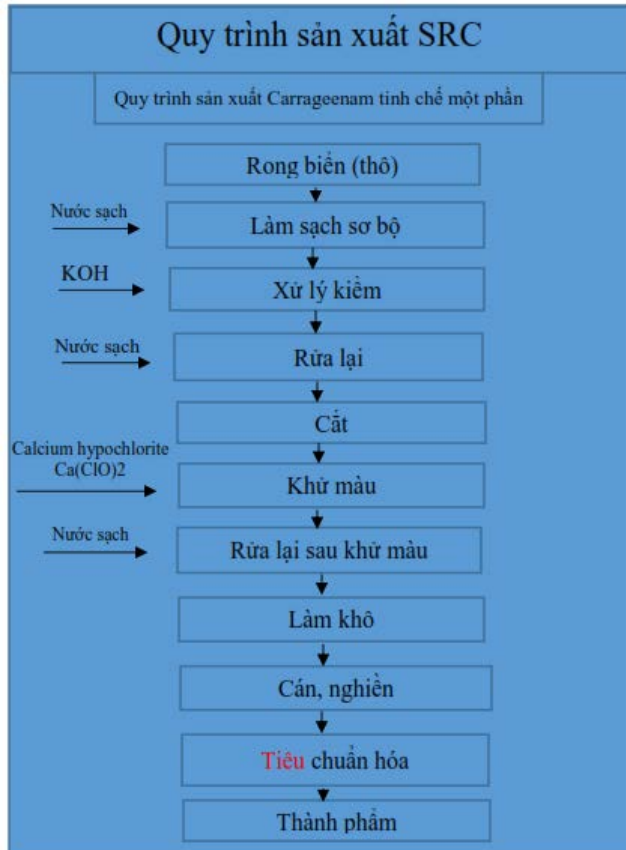 Quy trình sản xuất SRC
Quy trình sản xuất Carrageenam tinh chế một phần
Rong biển (thô)
Nước sạch
Làm sạch sơ bộ
KOH
Xử lý kiềm
Nước sạch
Rửa lại
Cắt
Calcium hypochlorite
Ca(ClO)2
Khử màu
Nước sạch
Rửa lại sau khử màu
Làm khô
Cán, nghiền
Tiêu chuẩn hóa
Thành phẩm